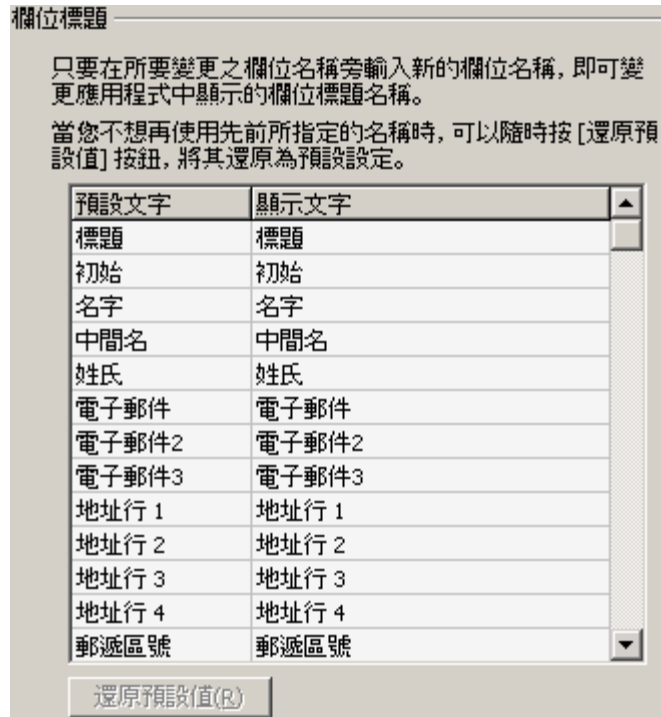 欄位標題
只要在所要變更之欄位名稱旁輸入新的欄位名稱, 即可變
更應用程式中顯示的欄位標題名稱。
當您不想再使用先前所指定的名稱時, 可以隨時按 [還原預
設值] 按鈕, 將其還原為預設設定。
預設文字 顯示文字
標題 標題
初始 初始
名字 名字
中間名 中間名
姓氏 姓氏
電子郵件 電子郵件
電子郵件2 電子郵件2
電子郵件3 電子郵件3
地址行 1 地址行 1
地址行 2 地址行 2
地址行 3 地址行 3
地址行 4 地址行 4
郵遞區號 郵遞區號
還原預設值(R)